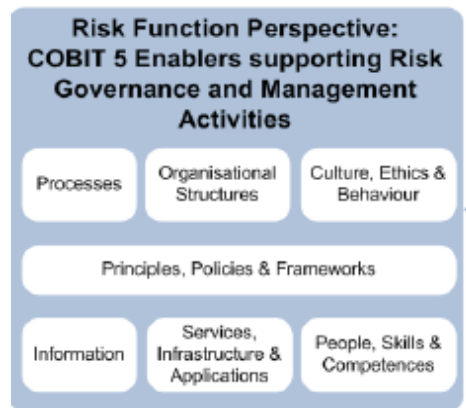 Risk Function Perspective:
COBIT 5 Enablers supporting Risk
Governance and Management
Activities
Processes
Organisational
Structures
Culture, Ethics &
Behaviour
Principles, Policies & Frameworks
Information
Services,
Infrastructure &
Applications
People, Skills &
Competences